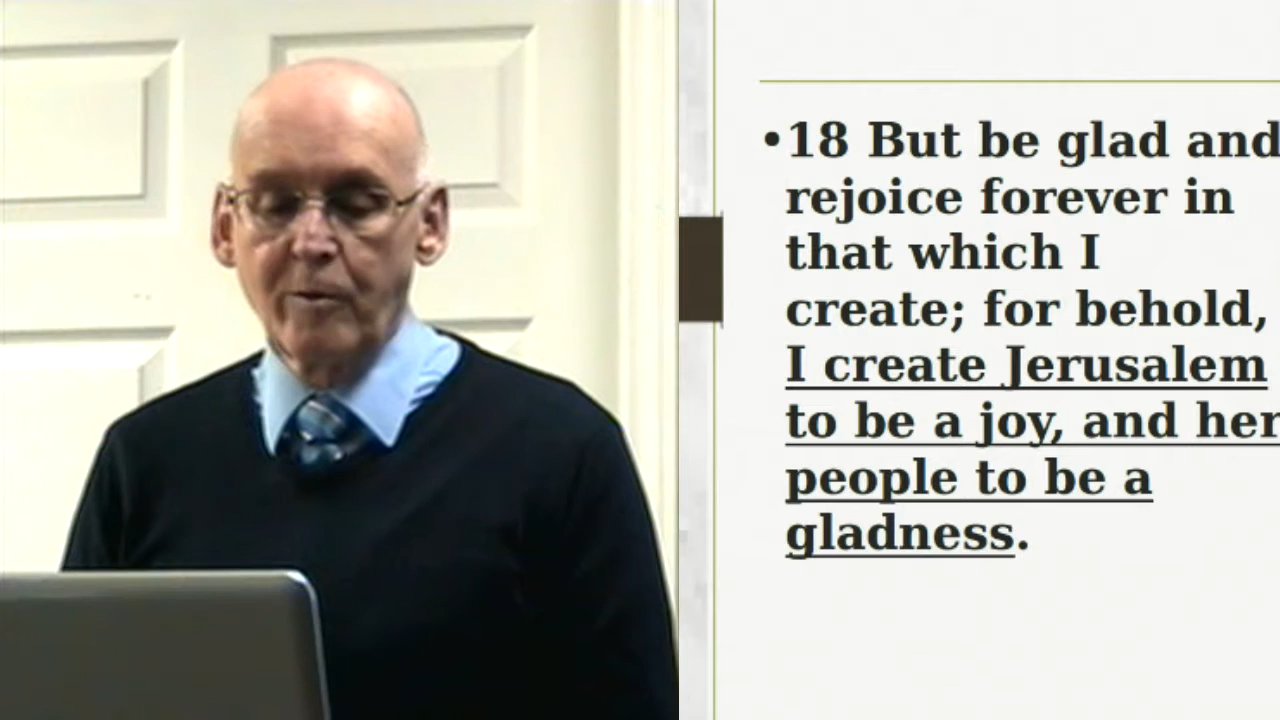 •18 But be glad and
rejoice forever in
that which I
create; for behold,
I create Jerusalem
to be a joy, and her
people to be a
gladness.